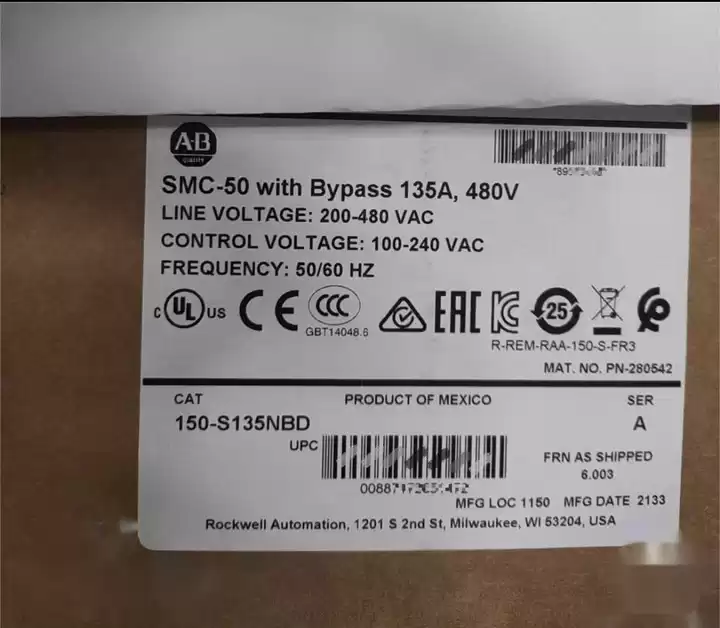 A-B
QUALITY
SMC-50 with Bypass 135A, 480V
LINE VOLTAGE: 200-480 VAC
CONTROL VOLTAGE: 100-240 VAC
FREQUENCY: 50/60 HZ
C UL US CE CCC EAC 25
GBT14048.6
R-REM-RAA-150-S-FR3
MAT. NO. PN-280542
CAT PRODUCT OF MEXICO SER
150-S135NBD A
UPC
FRN AS SHIPPED
6.003
MFG LOC 1150 MFG DATE 2133
Rockwell Automation, 1201 S 2nd St, Milwaukee, WI 53204, USA